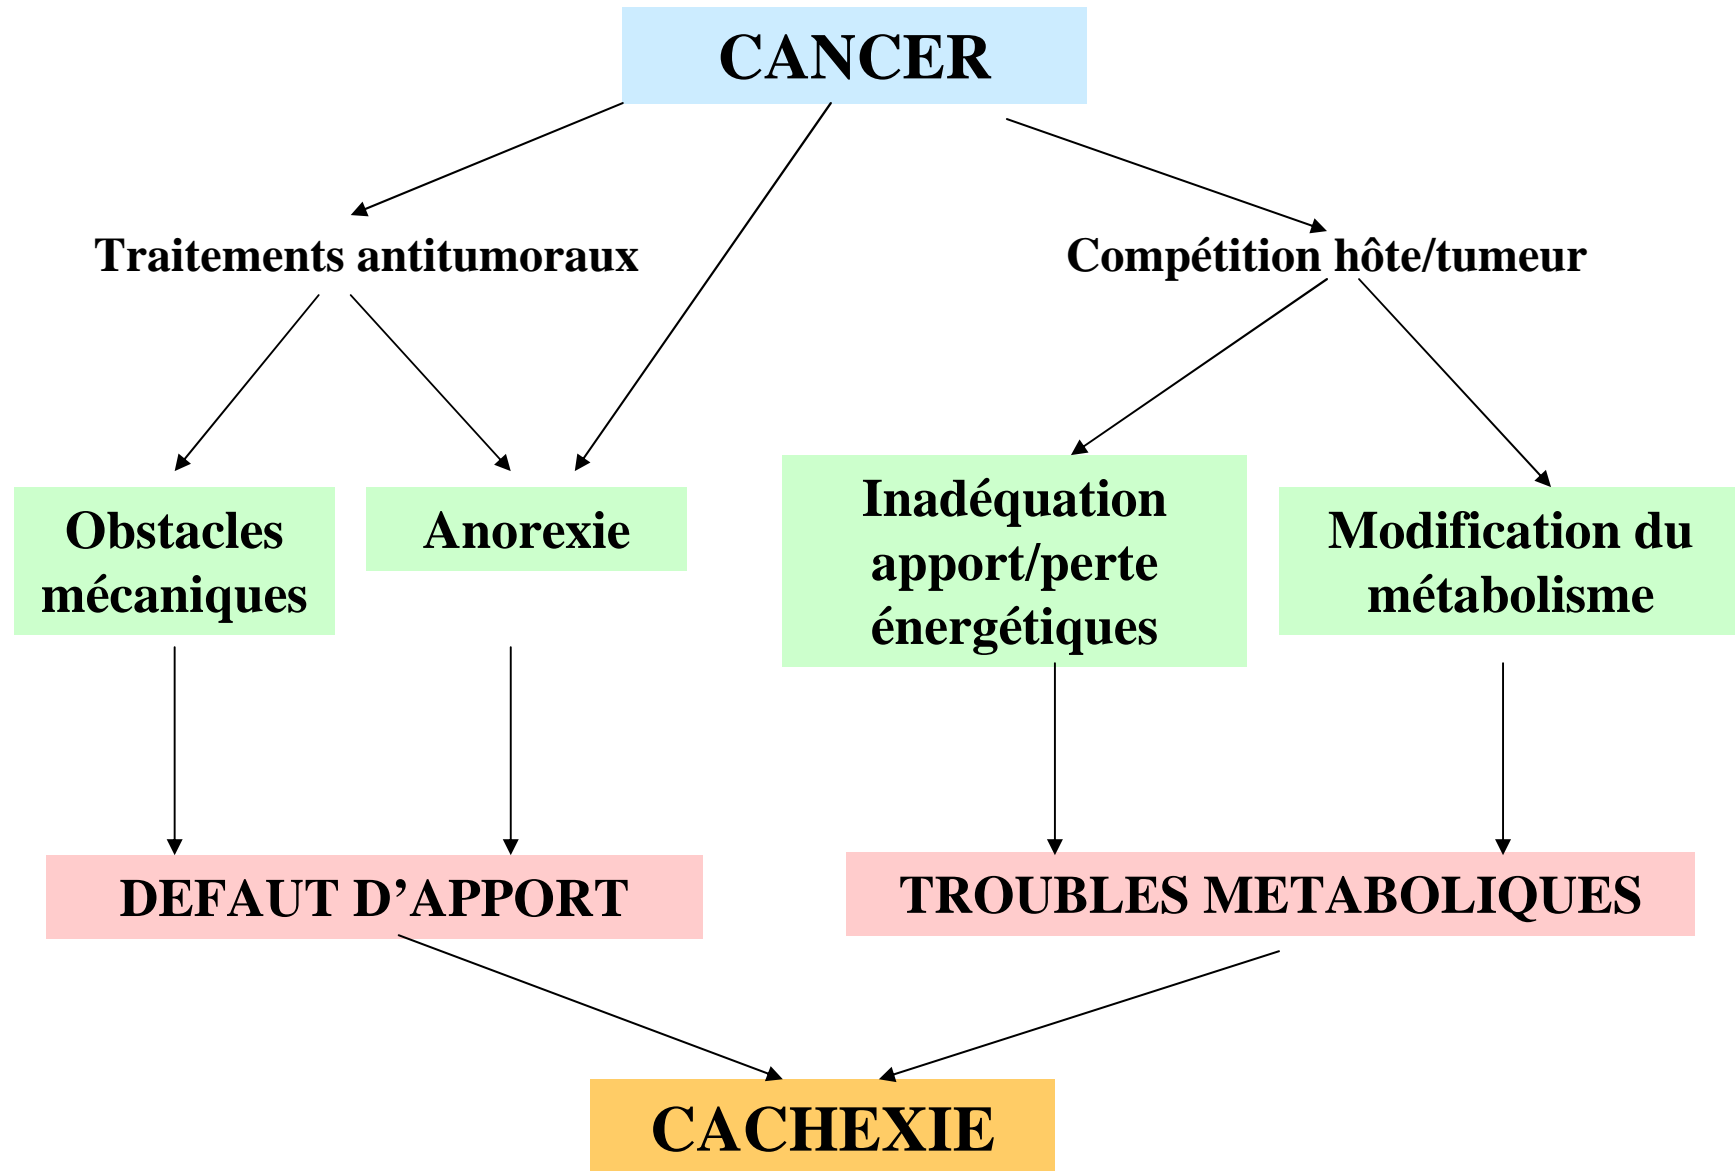 CANCER
Traitements antitumoraux
Compétition hôte/tumeur
Obstacles
mécaniques
Anorexie
Inadéquation
apport/perte
énergétiques
Modification du
métabolisme
DEFAUT D’APPORT
TROUBLES METABOLIQUES
CACHEXIE